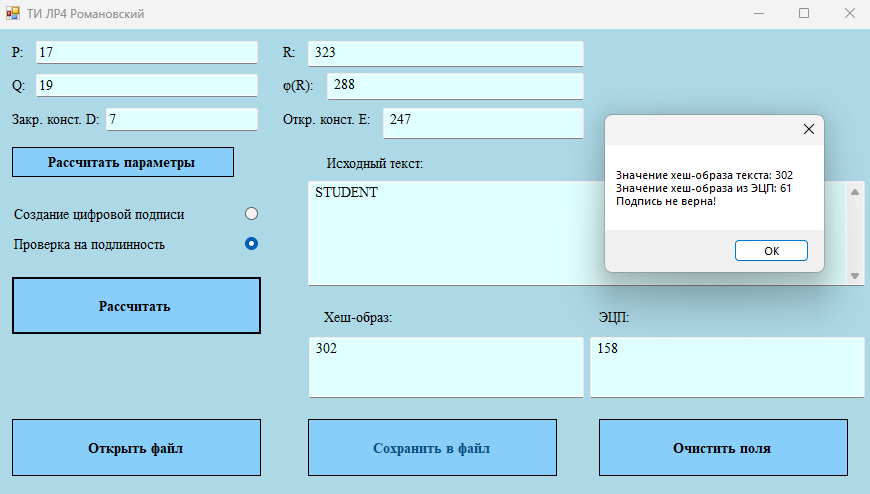 ТИ ЛР4 Романовский
P: 17
R: 323
Q: 19
φ(R): 288
Закр. конст. D: 7
Откр. конст. E: 247
Рассчитать параметры
Исходный текст:
STUDENT
Создание цифровой подписи
Проверка на подлинность
Рассчитать
Значение хеш-образа текста: 302
Значение хеш-образа из ЭЦП: 61
Подпись не верна!
ОК
Хеш-образ:
ЭЦП:
302
158
Открыть файл
Сохранить в файл
Очистить поля